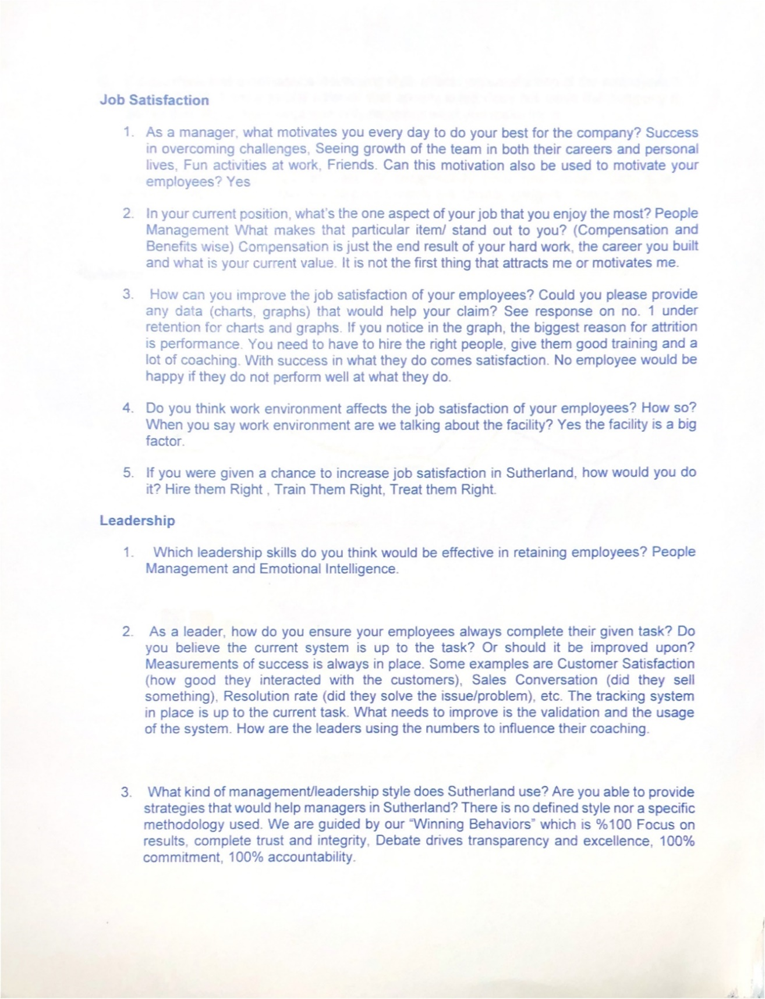 Job Satisfaction
1. As a manager, what motivates you every day to do your best for the company? Success
in overcoming challenges, Seeing growth of the team in both their careers and personal
lives, Fun activities at work, Friends. Can this motivation also be used to motivate your
employees? Yes
2. In your current position, what's the one aspect of your job that you enjoy the most? People
Management What makes that particular item/ stand out to you? (Compensation and
Benefits wise) Compensation is just the end result of your hard work, the career you built
and what is your current value. It is not the first thing that attracts me or motivates me.
3. How can you improve the job satisfaction of your employees? Could you please provide
any data (charts, graphs) that would help your claim? See response on no. 1 under
retention for charts and graphs. If you notice in the graph, the biggest reason for attrition
is performance. You need to have to hire the right people, give them good training and a
lot of coaching. With success in what they do comes satisfaction. No employee would be
happy if they do not perform well at what they do.
4. Do you think work environment affects the job satisfaction of your employees? How so?
When you say work environment are we talking about the facility? Yes the facility is a big
factor.
5. If you were given a chance to increase job satisfaction in Sutherland, how would you do
it? Hire them Right , Train Them Right, Treat them Right.
Leadership
1. Which leadership skills do you think would be effective in retaining employees? People
Management and Emotional Intelligence.
2. As a leader, how do you ensure your employees always complete their given task? Do
you believe the current system is up to the task? Or should it be improved upon?
Measurements of success is always in place. Some examples are Customer Satisfaction
(how good they interacted with the customers), Sales Conversation (did they sell
something), Resolution rate (did they solve the issue/problem), etc. The tracking system
in place is up to the current task. What needs to improve is the validation and the usage
of the system. How are the leaders using the numbers to influence their coaching.
3. What kind of management/leadership style does Sutherland use? Are you able to provide
strategies that would help managers in Sutherland? There is no defined style nor a specific
methodology used. We are guided by our “Winning Behaviors” which is %100 Focus on
results, complete trust and integrity, Debate drives transparency and excellence, 100%
commitment, 100% accountability.